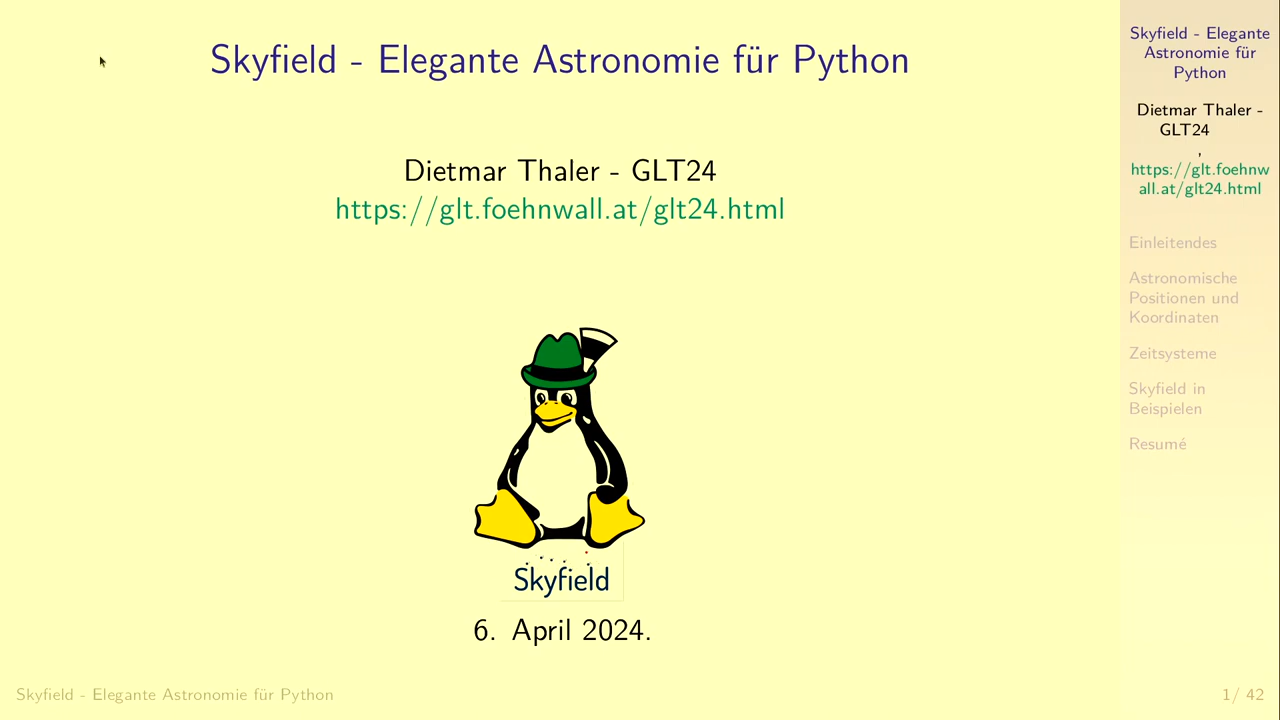 Skyfield - Elegante Astronomie für Python
Dietmar Thaler - GLT24
https://glt.foehnwall.at/glt24.html
Skyfield
6. April 2024.
Skyfield - Elegante
Astronomie für
Python
Dietmar Thaler -
GLT24
,
https://glt.foehnw
all.at/glt24.html
Einleitendes
Astronomische
Positionen und
Koordinaten
Zeitsysteme
Skyfield in
Beispielen
Resumé
Skyfield - Elegante Astronomie für Python
1/ 42